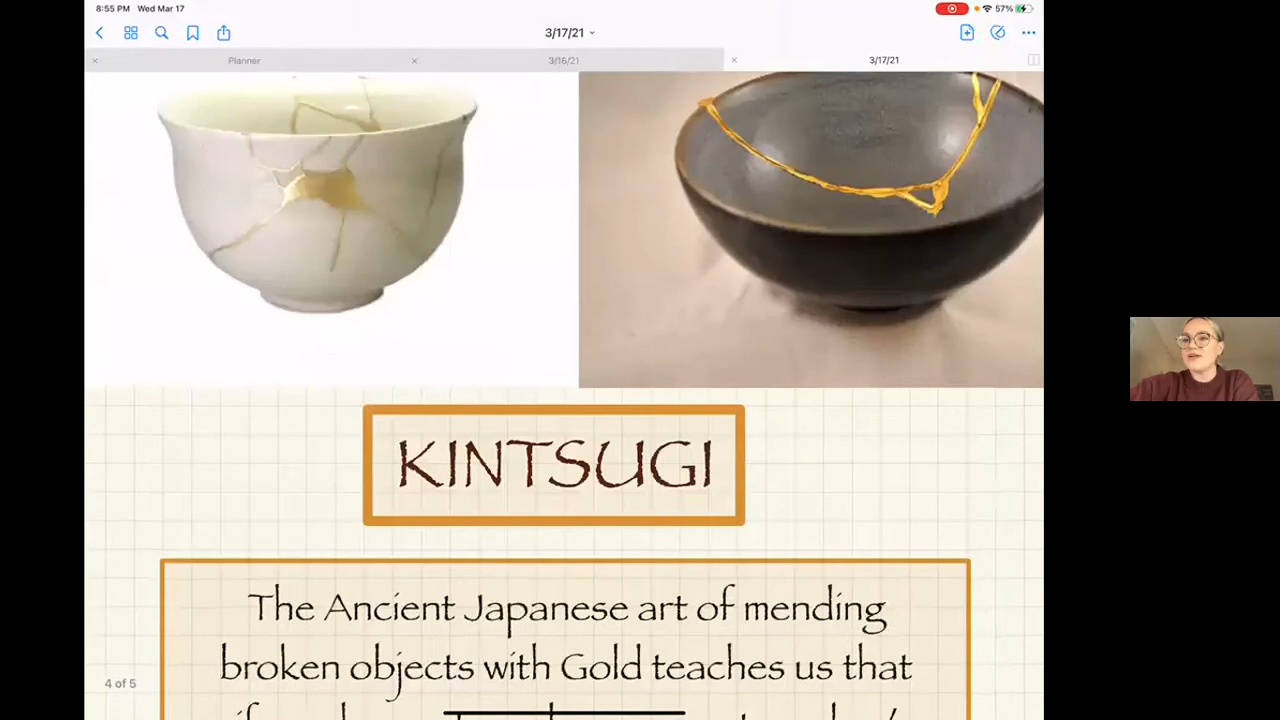 8:55 PM Wed Mar 17
57%
3/17/21
Planner
3/16/21
3/17/21
KINTSUGI
The Ancient Japanese art of mending
broken objects with Gold teaches us that
4 of 5